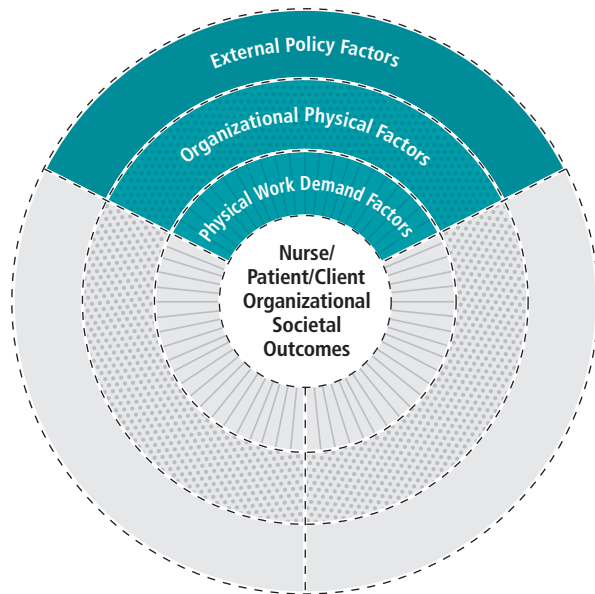 External Policy Factors
Organizational Physical Factors
Physical Work Demand Factors
Nurse/
Patient/Client
Organizational
Societal
Outcomes